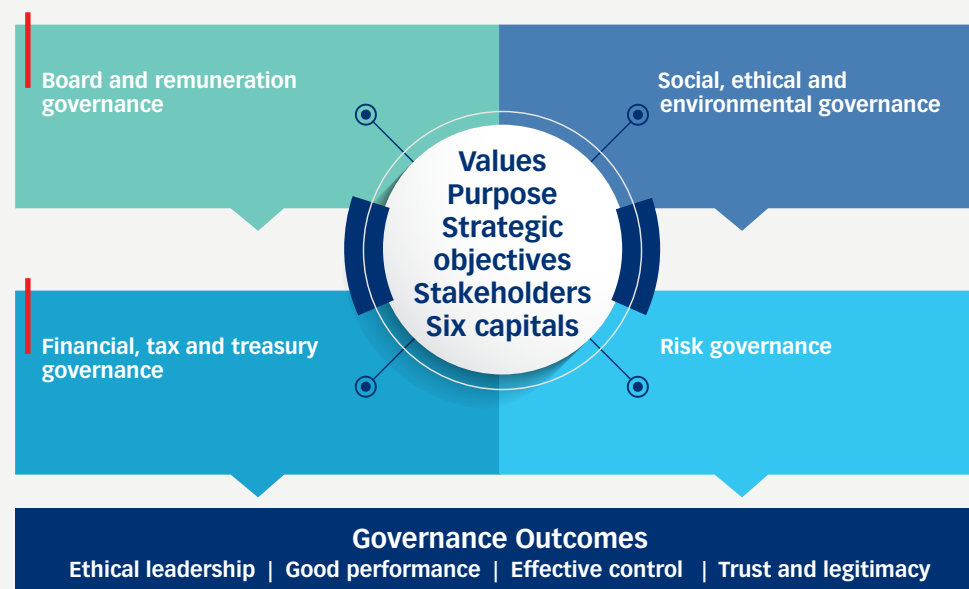 Board and remuneration
governance
Social, ethical and
environmental governance
Values
Purpose
Strategic
objectives
Stakeholders
Six capitals
Financial, tax and treasury
governance
Risk governance
Governance Outcomes
Ethical leadership | Good performance | Effective control | Trust and legitimacy